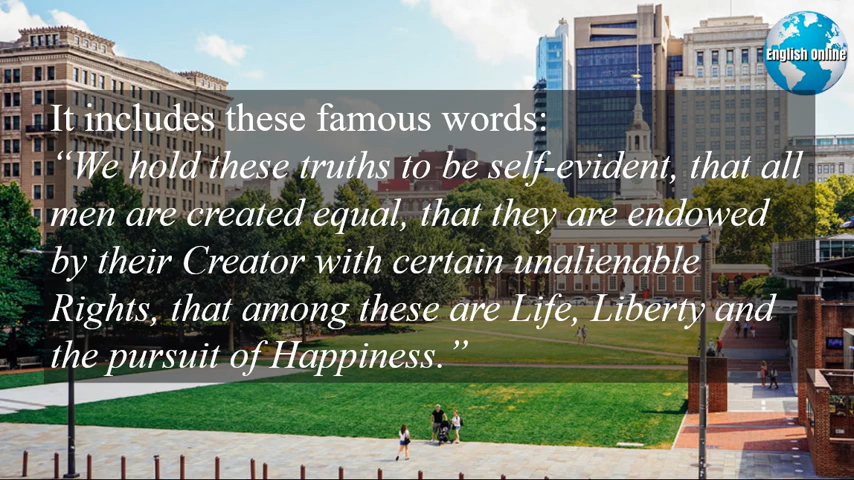 English Online
It includes these famous words:
“We hold these truths to be self-evident, that all
men are created equal, that they are endowed
by their Creator with certain unalienable
Rights, that among these are Life, Liberty and
the pursuit of Happiness.”